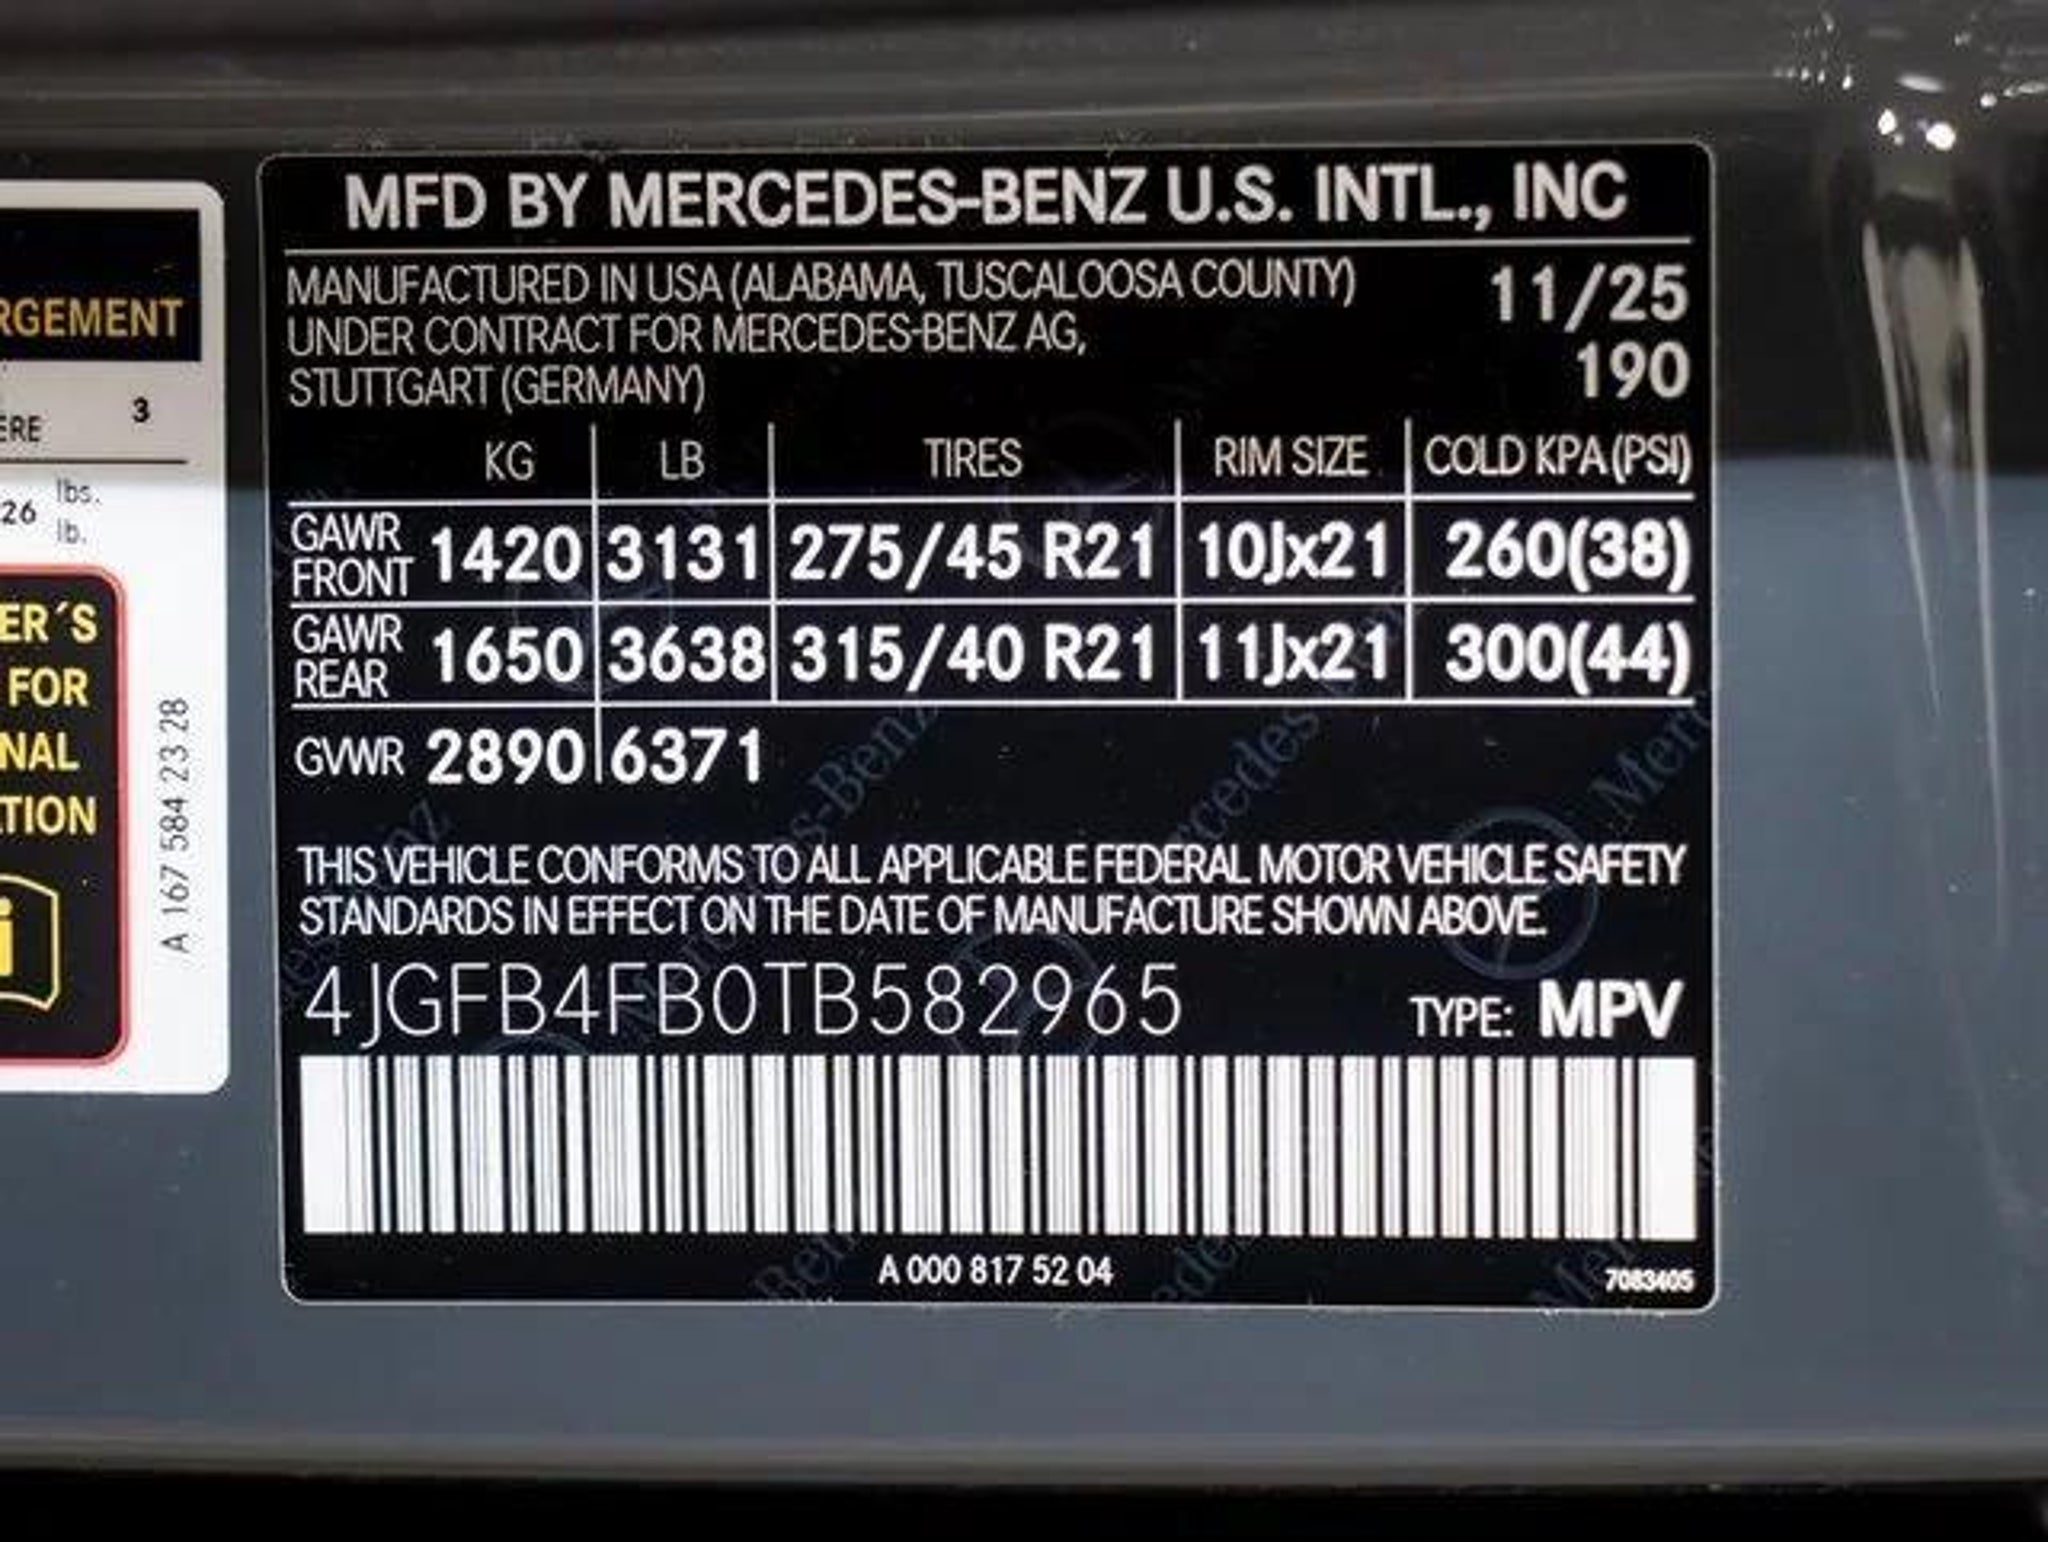 RGEMENT
ERE 3
26 lbs.
lb.
ER´S
FOR
NAL
TION
i
A 167 584 23 28
MFD BY MERCEDES-BENZ U.S. INTL., INC
MANUFACTURED IN USA (ALABAMA, TUSCALOOSA COUNTY) 11/25
UNDER CONTRACT FOR MERCEDES-BENZ AG,
STUTTGART (GERMANY) 190
KG LB TIRES RIM SIZE COLD KPA (PSI)
GAWR FRONT 1420 3131 275/45 R21 10Jx21 260(38)
GAWR REAR 1650 3638 315/40 R21 11Jx21 300(44)
GVWR 2890 6371
THIS VEHICLE CONFORMS TO ALL APPLICABLE FEDERAL MOTOR VEHICLE SAFETY
STANDARDS IN EFFECT ON THE DATE OF MANUFACTURE SHOWN ABOVE.
4JGFB4FB0TB582965 TYPE: MPV
A 000 817 52 04
7083405